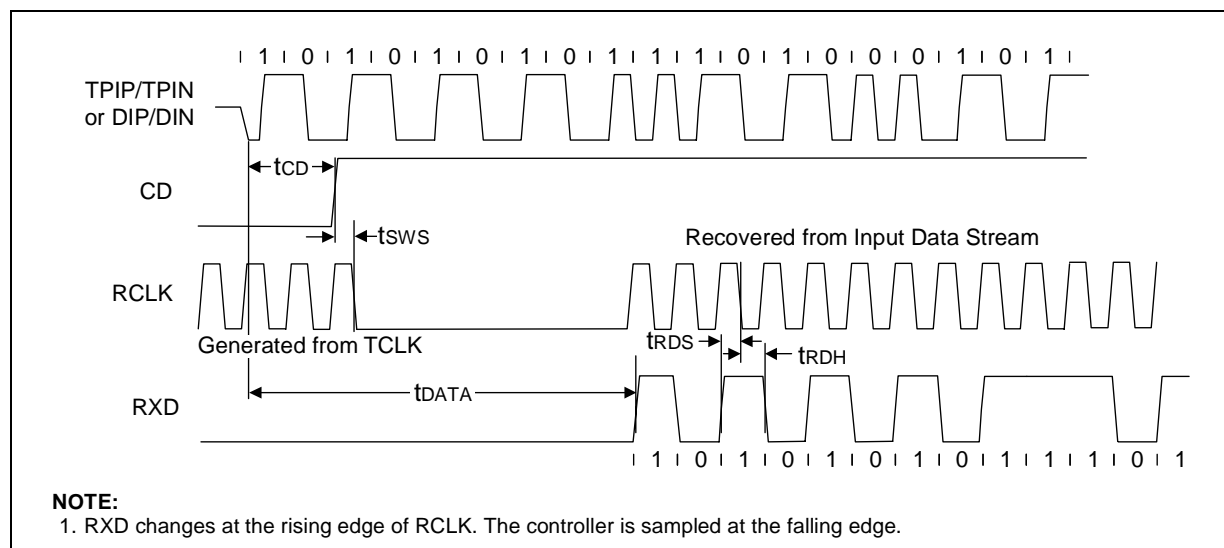 1 0 1 0 1 0 1 0 1 1 1 0 1 0 0 0 1 0 1
TPIP/TPIN
or DIP/DIN
tCD
CD
tSWS
Recovered from Input Data Stream
RCLK
Generated from TCLK
tRDS
tRDH
tDATA
RXD
1 0 1 0 1 0 1 0 1 1 1 0 1
NOTE:
1. RXD changes at the rising edge of RCLK. The controller is sampled at the falling edge.